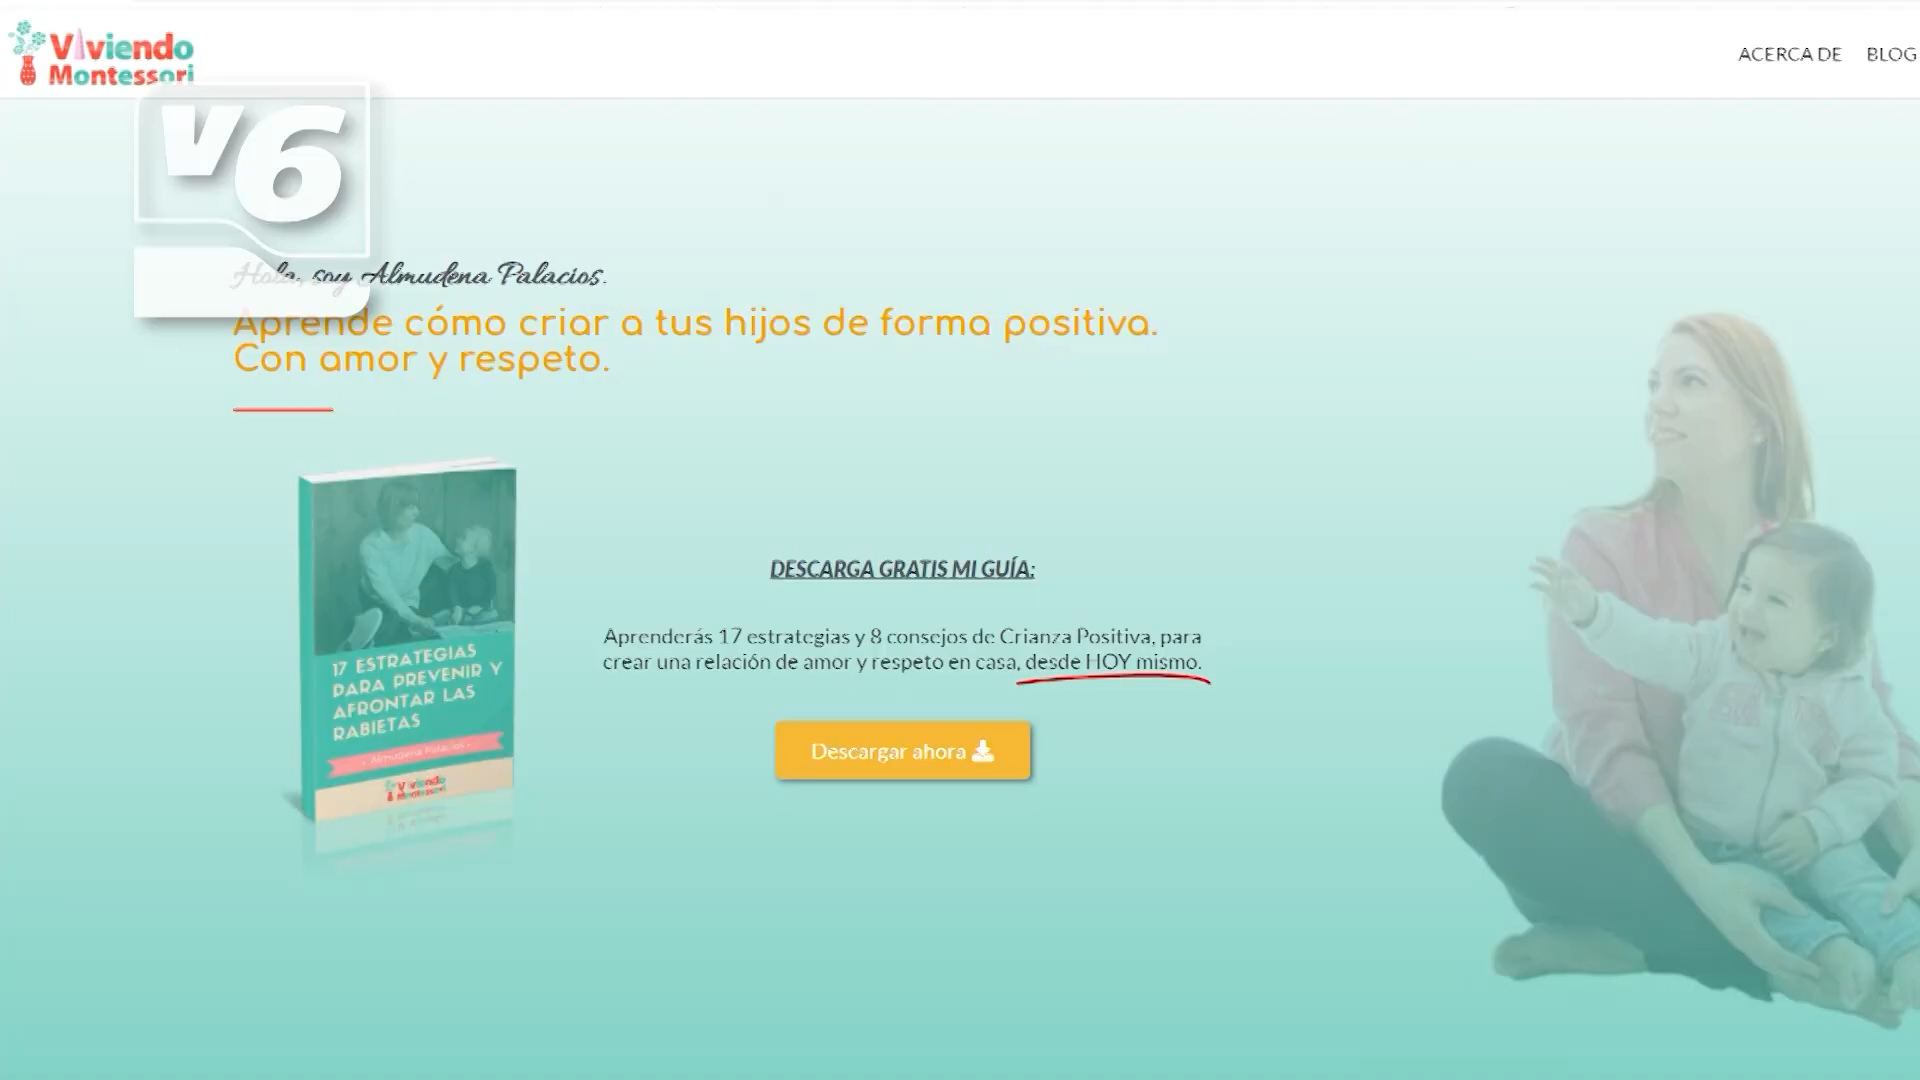 Viviendo
Montessori
ACERCA DE
BLOG
V6
Hola, soy Almudena Palacios.
Aprende cómo criar a tus hijos de forma positiva.
Con amor y respeto.
17 ESTRATEGIAS
PARA PREVENIR Y
AFRONTAR LAS
RABIETAS
- Almudena Palacios -
Viviendo
Montessori
DESCARGA GRATIS MI GUÍA:
Aprenderás 17 estrategias y 8 consejos de Crianza Positiva, para
crear una relación de amor y respeto en casa, desde HOY mismo.
Descargar ahora